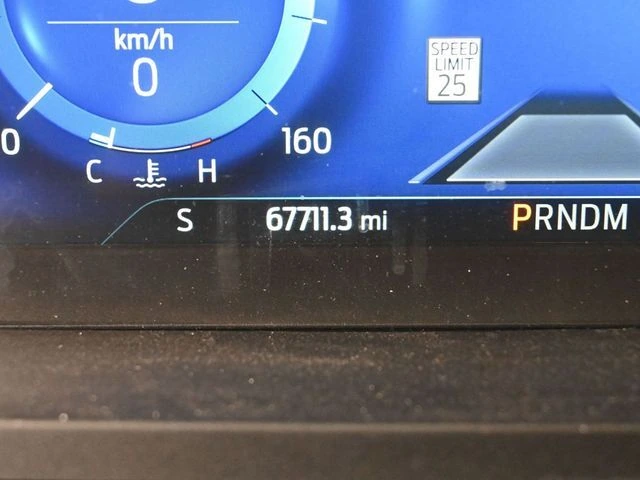 km/h
0
SPEED
LIMIT
25
0
160
C
H
S
67711.3 mi
PRNDM